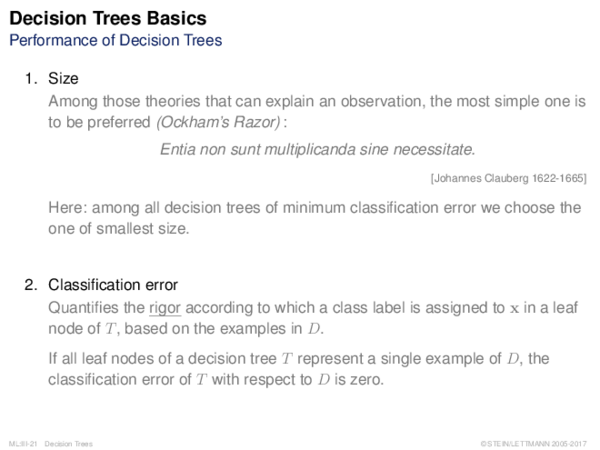 Decision Trees Basics
Performance of Decision Trees
1. Size
Among those theories that can explain an observation, the most simple one is
to be preferred (Ockham's Razor) :
Entia non sunt multiplicanda sine necessitate.
[Johannes Clauberg 1622-1665]
Here: among all decision trees of minimum classification error we choose the
one of smallest size.
2. Classification error
Quantifies the rigor according to which a class label is assigned to x in a leaf
node of T, based on the examples in D.
If all leaf nodes of a decision tree T represent a single example of D, the
classification error of T with respect to D is zero.
ML:III-21 Decision Trees
© STEIN/LETTMANN 2005-2017